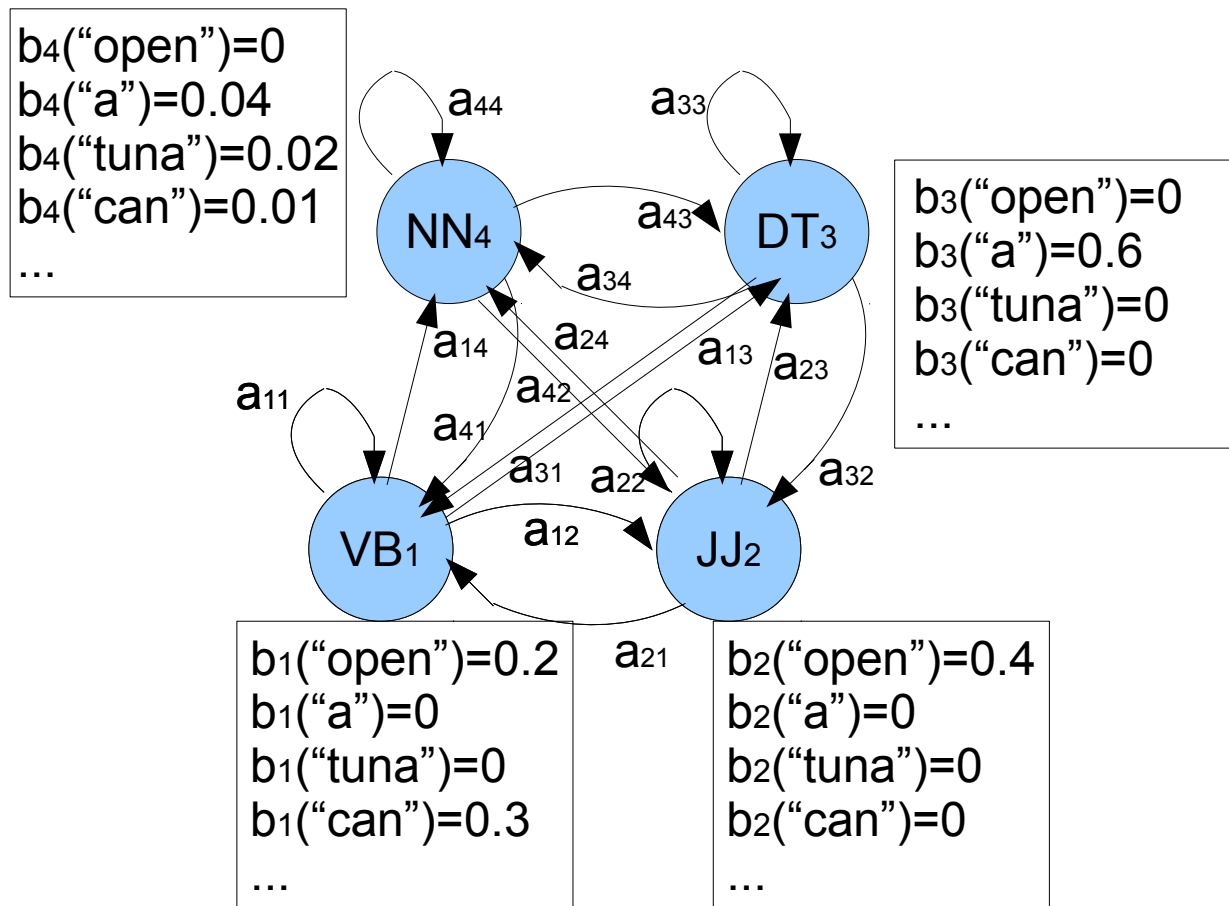 b4(“open”)=0
b4(“a”)=0.04
b4(“tuna”)=0.02
b4(“can”)=0.01
...
a44
a33
NN4
DT3
a43
a34
b3(“open”)=0
b3(“a”)=0.6
b3(“tuna”)=0
b3(“can”)=0
...
a14
a24
a13
a23
a11
a42
a41
a31
a22
a32
VB1
a12
JJ2
a21
b1(“open”)=0.2
b1(“a”)=0
b1(“tuna”)=0
b1(“can”)=0.3
...
b2(“open”)=0.4
b2(“a”)=0
b2(“tuna”)=0
b2(“can”)=0
...